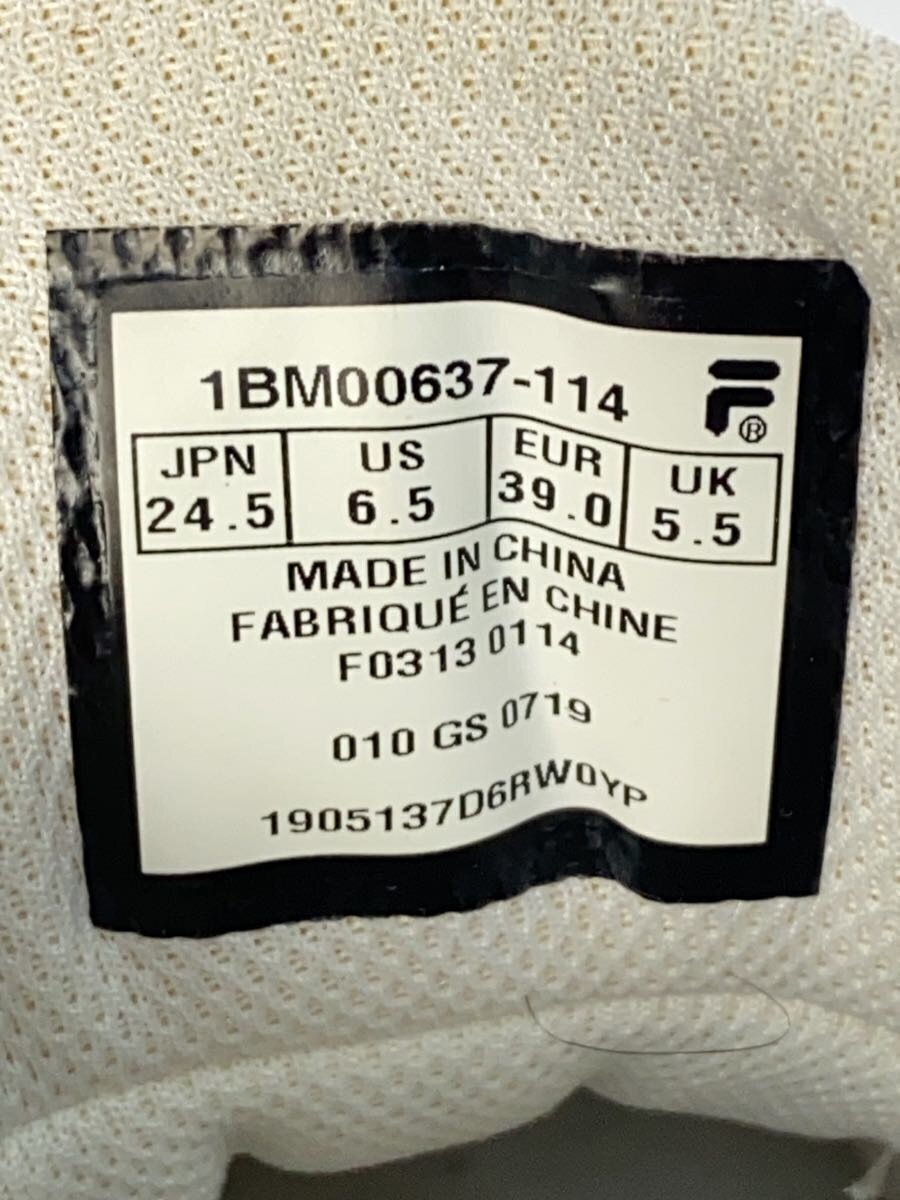 1BM00637-114
F®
JPN US EUR UK
24.5 6.5 39.0 5.5
MADE IN CHINA
FABRIQUÉ EN CHINE
F0313 0114
010 GS 0719
1905137D6RW0YP